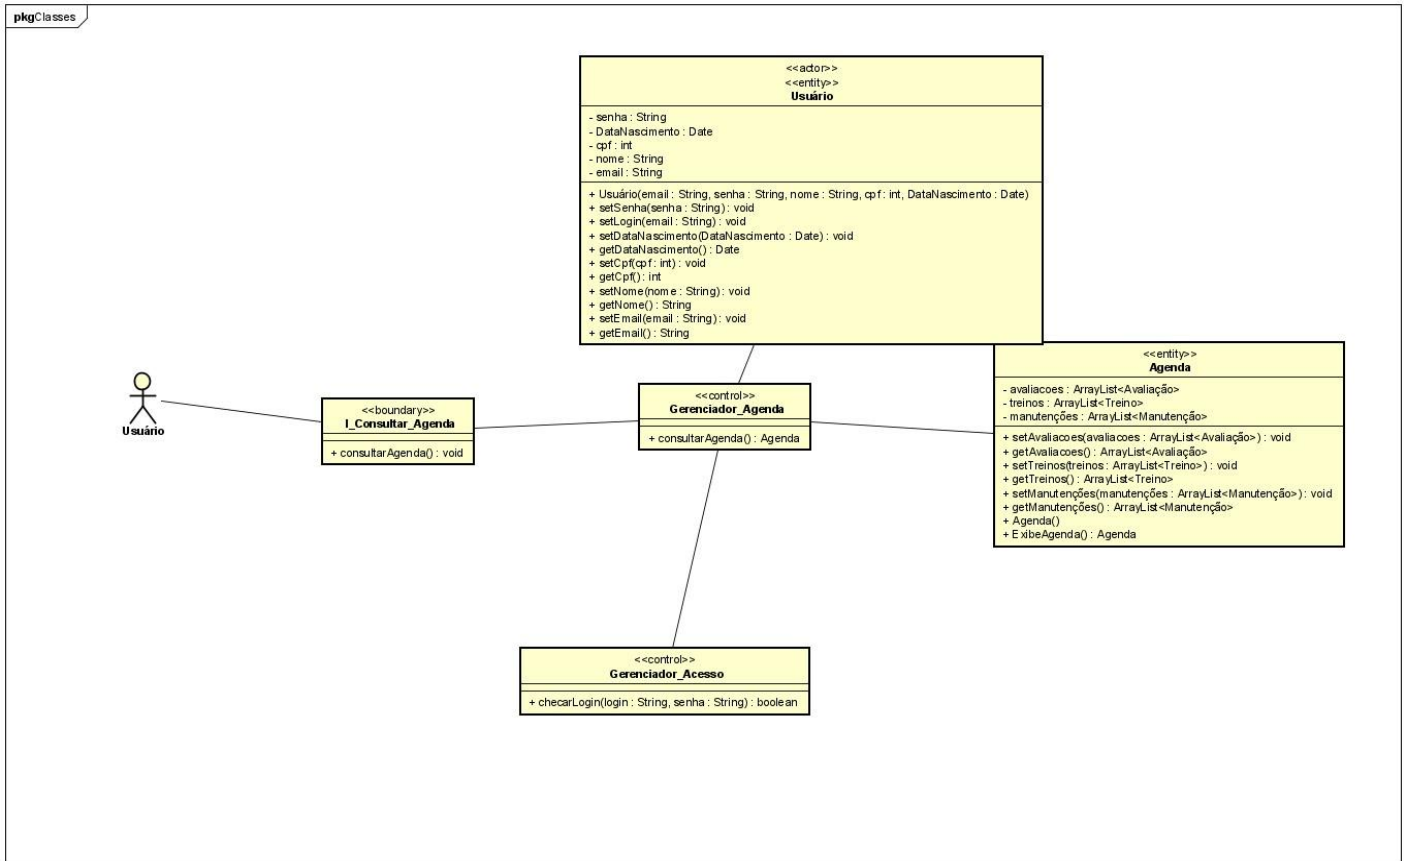 pkgClasses
<<actor>>
<<entity>>
Usuário
- senha : String
- DataNascimento : Date
- cpf : int
- nome : String
- email : String
+ Usuário(email : String, senha : String, nome : String, cpf : int, DataNascimento : Date)
+ setSenha(senha : String) : void
+ setLogin(email : String) : void
+ setDataNascimento(DataNascimento : Date) : void
+ getDataNascimento() : Date
+ setCpf(cpf : int) : void
+ getCpf() : int
+ setNome(nome : String) : void
+ getNome() : String
+ setEmail(email : String) : void
+ getEmail() : String
<<entity>>
Agenda
- avaliacoes : ArrayList<Avaliação>
- treinos : ArrayList<Treino>
- manutenções : ArrayList<Manutenção>
+ setAvaliacoes(avaliacoes : ArrayList<Avaliação>) : void
+ getAvaliacoes() : ArrayList<Avaliação>
+ setTreinos(treinos : ArrayList<Treino>) : void
+ getTreinos() : ArrayList<Treino>
+ setManutenções(manutenções : ArrayList<Manutenção>) : void
+ getManutenções() : ArrayList<Manutenção>
+ Agenda()
+ ExibeAgenda() : Agenda
Usuário
<<boundary>>
I_Consultar_Agenda
+ consultarAgenda() : void
<<control>>
Gerenciador_Agenda
+ consultarAgenda() : Agenda
<<control>>
Gerenciador_Acesso
+ checarLogin(login : String, senha : String) : boolean